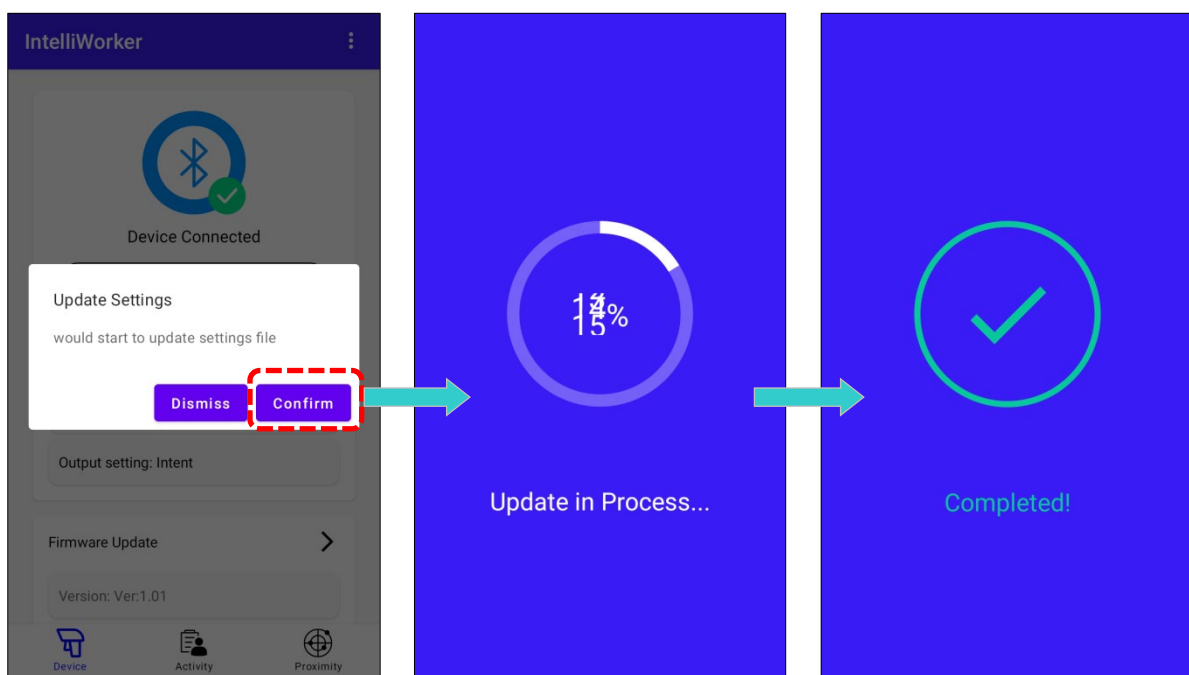 IntelliWorker
Device Connected
Update Settings
would start to update settings file
Dismiss Confirm
Output setting: Intent
Firmware Update
Version: Ver:1.01
Device Activity Proximity
15%
Update in Process...
Completed!